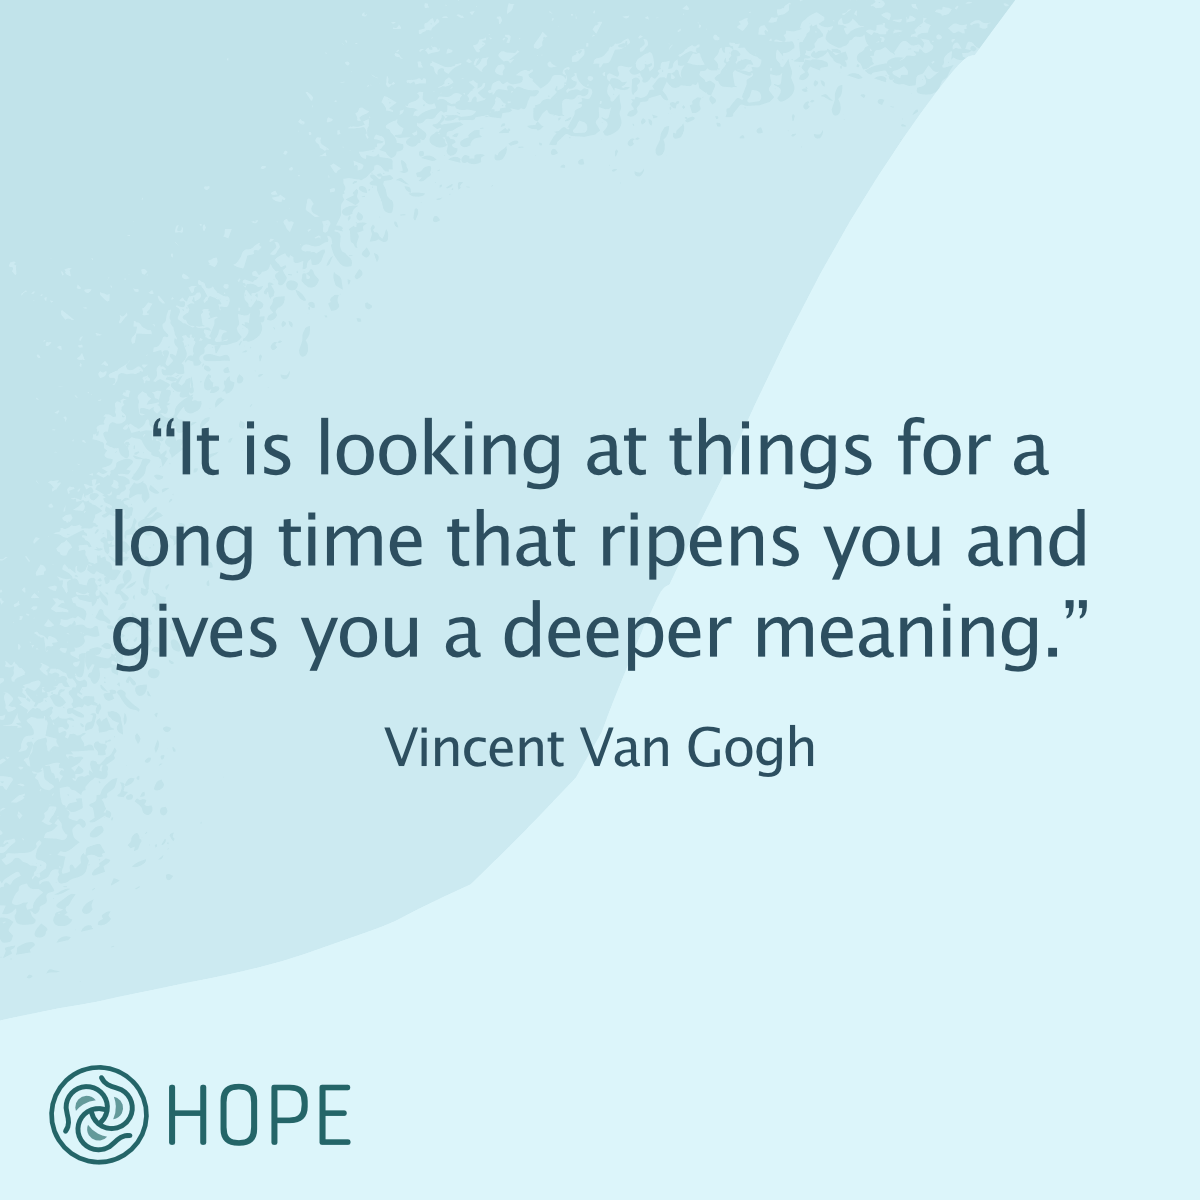 “It is looking at things for a
long time that ripens you and
gives you a deeper meaning.”
Vincent Van Gogh
HOPE